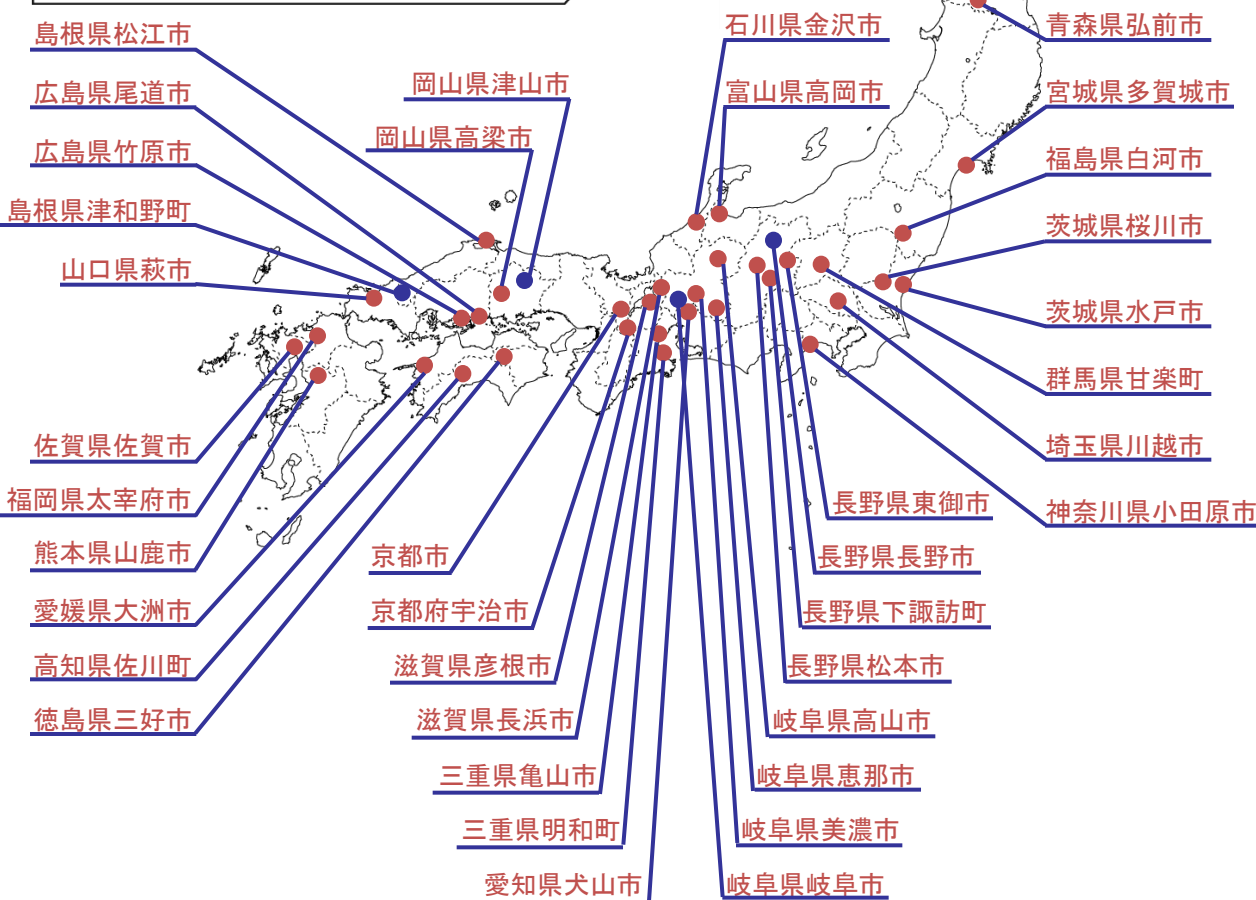 島根県松江市
広島県尾道市
広島県竹原市
島根県津和野町
山口県萩市
岡山県津山市
岡山県高梁市
石川県金沢市
富山県高岡市
青森県弘前市
宮城県多賀城市
福島県白河市
茨城県桜川市
茨城県水戸市
群馬県甘楽町
埼玉県川越市
神奈川県小田原市
佐賀県佐賀市
福岡県太宰府市
熊本県山鹿市
愛媛県大洲市
高知県佐川町
徳島県三好市
京都市
京都府宇治市
滋賀県彦根市
滋賀県長浜市
三重県亀山市
三重県明和町
愛知県犬山市
長野県東御市
長野県長野市
長野県下諏訪町
長野県松本市
岐阜県高山市
岐阜県恵那市
岐阜県美濃市
岐阜県岐阜市